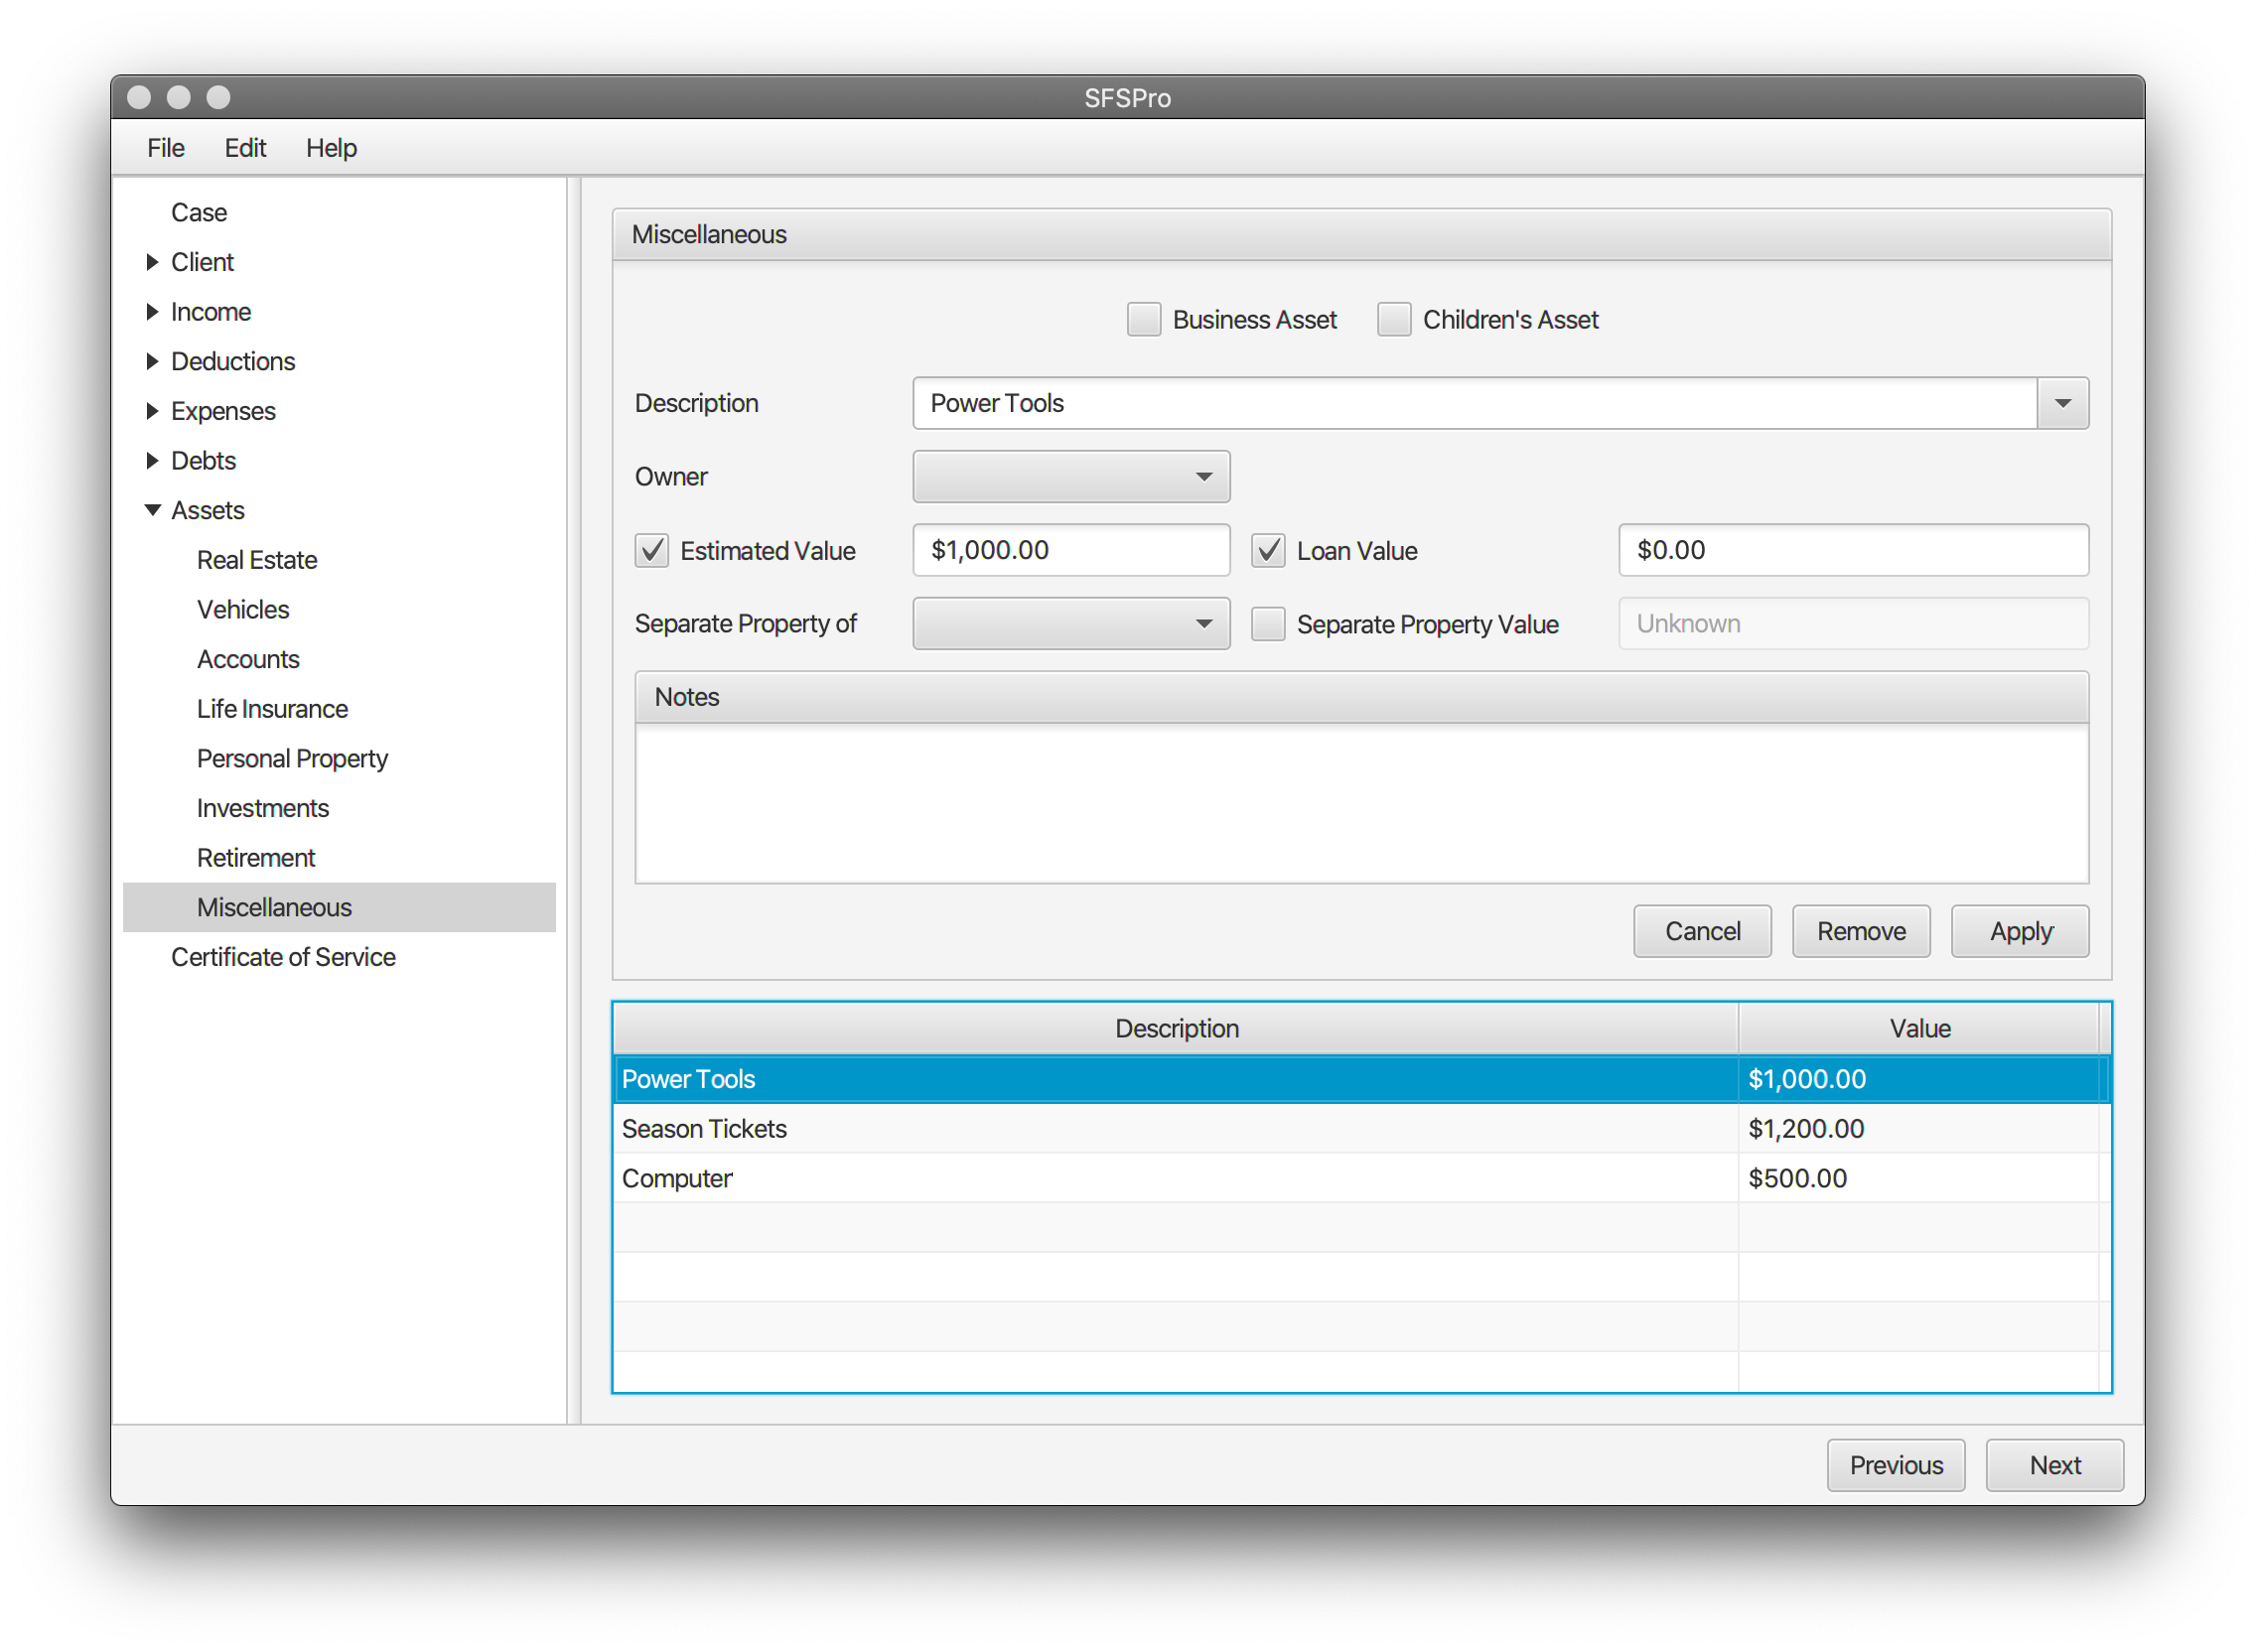 SFSPro
File Edit Help
Case
Client
Income
Deductions
Expenses
Debts
Assets
Real Estate
Vehicles
Accounts
Life Insurance
Personal Property
Investments
Retirement
Miscellaneous
Certificate of Service
Miscellaneous
Business Asset Children's Asset
Description Power Tools
Owner
Estimated Value $1,000.00 Loan Value $0.00
Separate Property of Separate Property Value Unknown
Notes
Cancel Remove Apply
Description Value
Power Tools $1,000.00
Season Tickets $1,200.00
Computer $500.00
Previous Next